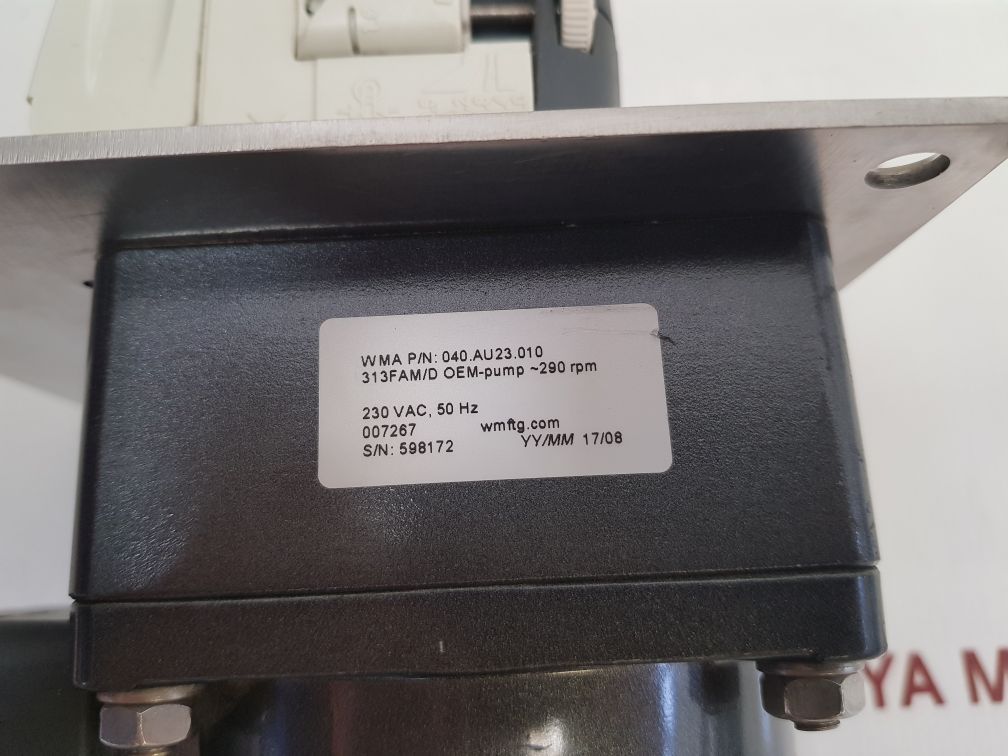 WMA P/N: 040.AU23.010
313FAM/D OEM-pump ~290 rpm
230 VAC, 50 Hz
007267 wmftg.com
S/N: 598172 YY/MM 17/08
YA M